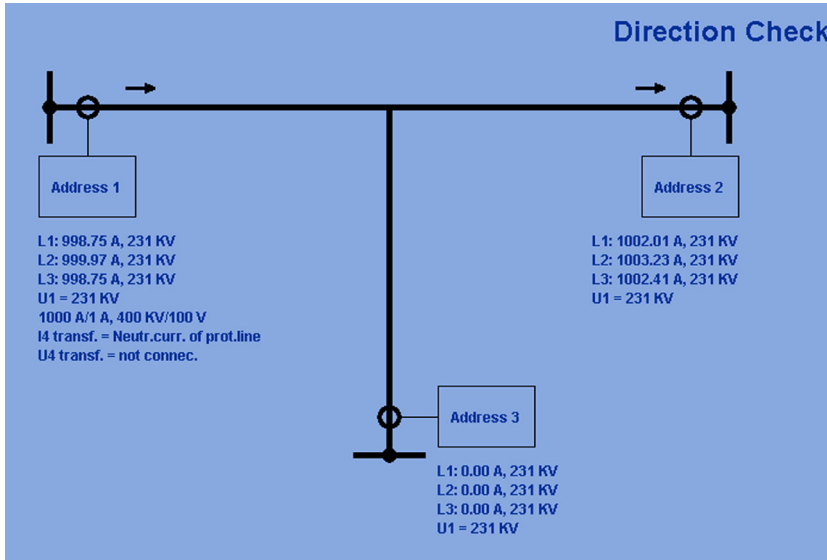 Direction Check
Address 1
L1: 998.75 A, 231 KV
L2: 999.97 A, 231 KV
L3: 998.75 A, 231 KV
U1 = 231 KV
1000 A/1 A, 400 KV/100 V
I4 transf. = Neutr.curr. of prot.line
U4 transf. = not connec.
Address 2
L1: 1002.01 A, 231 KV
L2: 1003.23 A, 231 KV
L3: 1002.41 A, 231 KV
U1 = 231 KV
Address 3
L1: 0.00 A, 231 KV
L2: 0.00 A, 231 KV
L3: 0.00 A, 231 KV
U1 = 231 KV